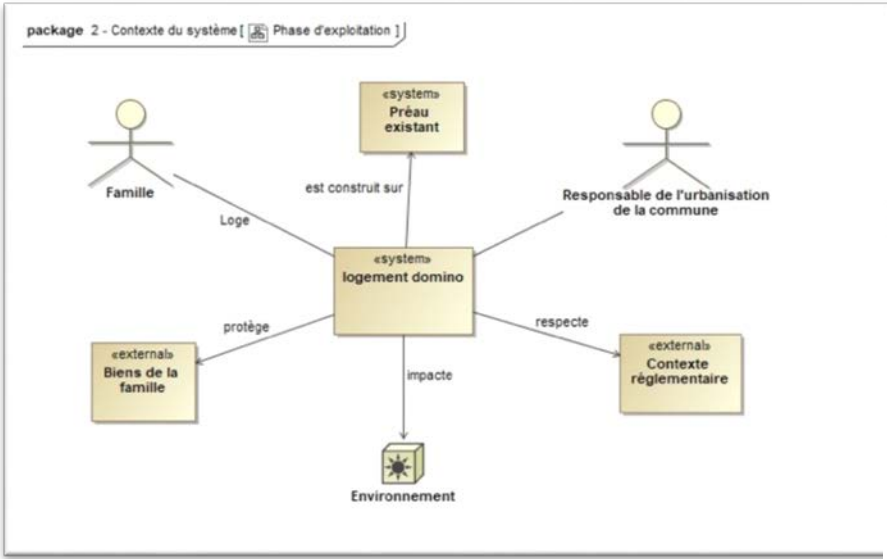 package 2 - Contexte du système [ Phase d'exploitation ]
«system»
Préau
existant
Famille
Responsable de l'urbanisation
de la commune
est construit sur
Loge
«system»
logement domino
protège
respecte
«external»
Biens de la
famille
impacte
«external»
Contexte
règlementaire
Environnement